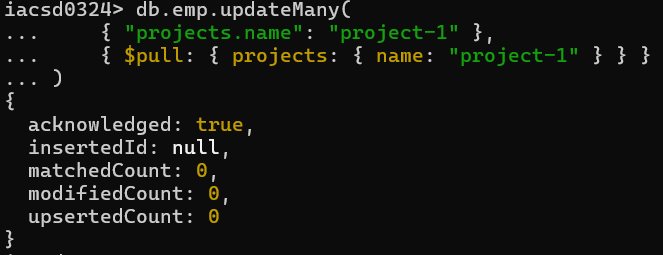 iacsd0324> db.emp.updateMany(
...     { "projects.name": "project-1" },
...     { $pull: { projects: { name: "project-1" } } }
... )
{
  acknowledged: true,
  insertedId: null,
  matchedCount: 0,
  modifiedCount: 0,
  upsertedCount: 0
}